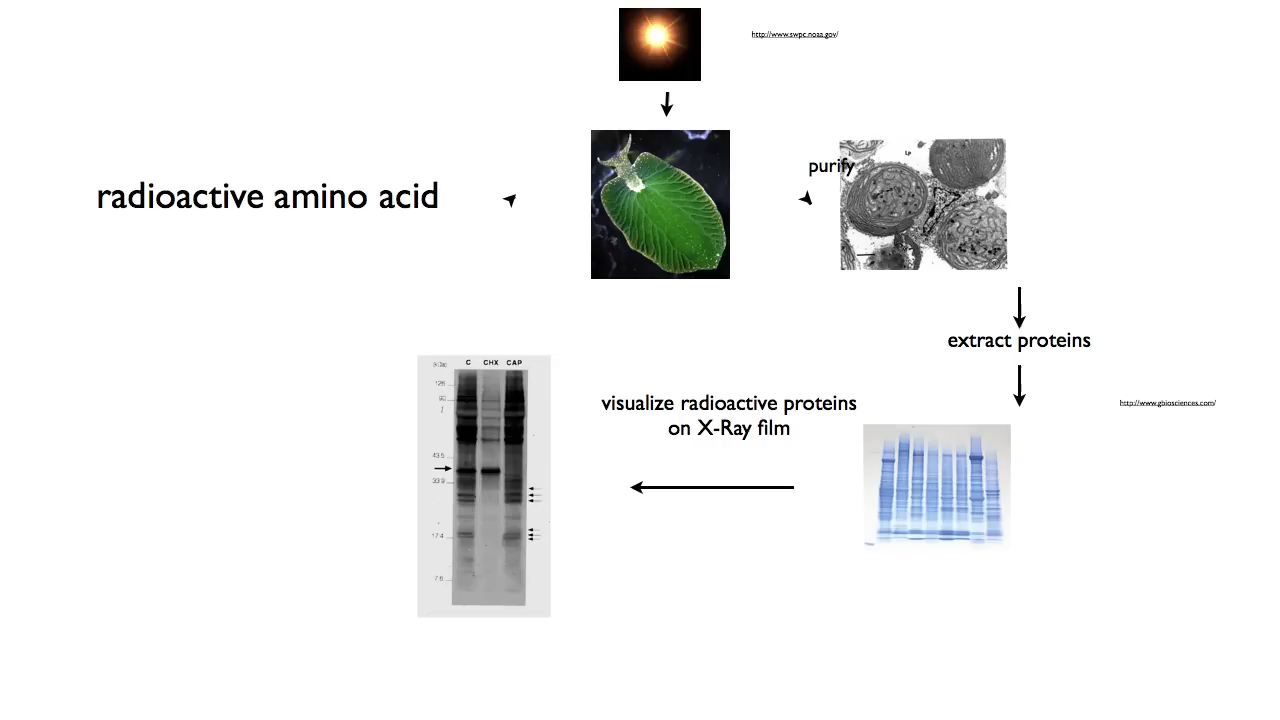 http://www.swpc.noaa.gov/
purify
Lp
radioactive amino acid
extract proteins
C CHX CAP
visualize radioactive proteins
on X-Ray film
http://www.gbiosciences.com/
43.5
33.9
17.4
7.6